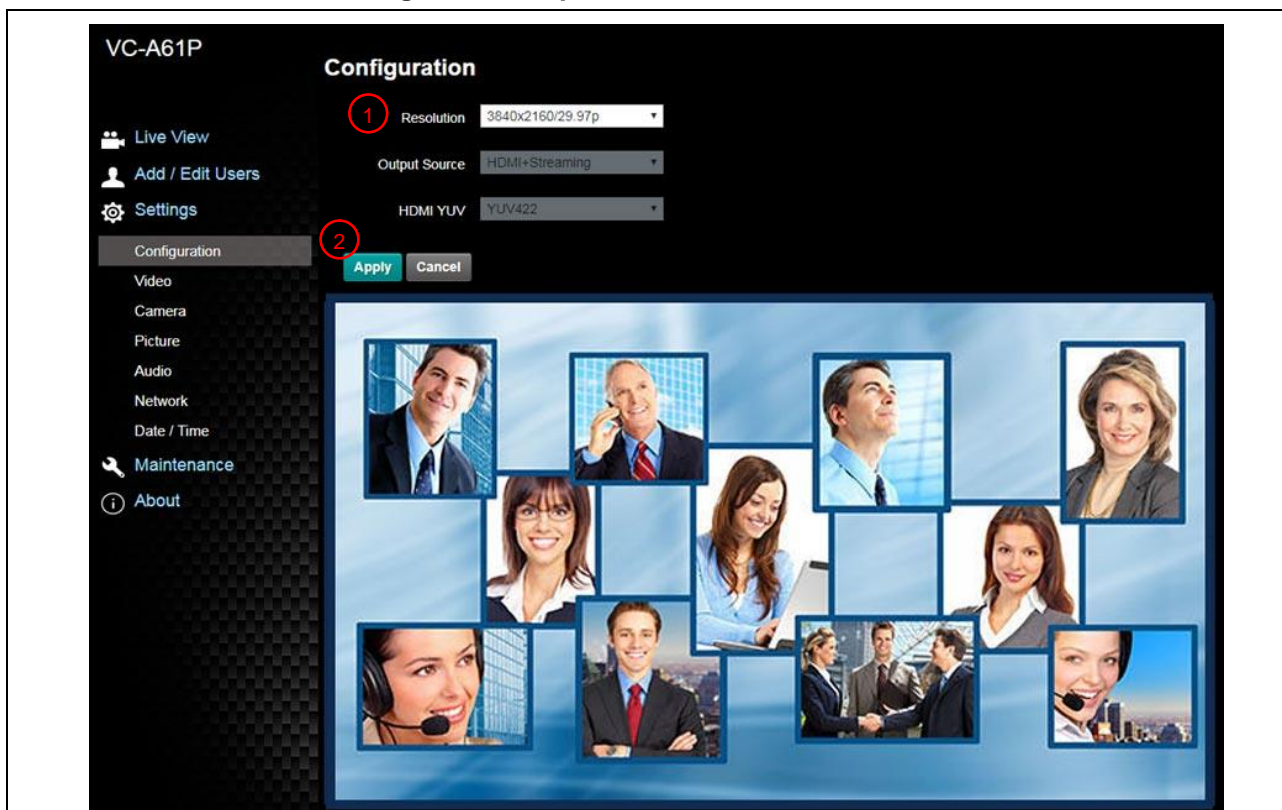 VC-A61P
Live View
Add / Edit Users
Settings
Configuration
Video
Camera
Picture
Audio
Network
Date / Time
Maintenance
About
Configuration
1 Resolution 3840x2160/29.97p
Output Source HDMI+Streaming
HDMI YUV YUV422
2
Apply Cancel